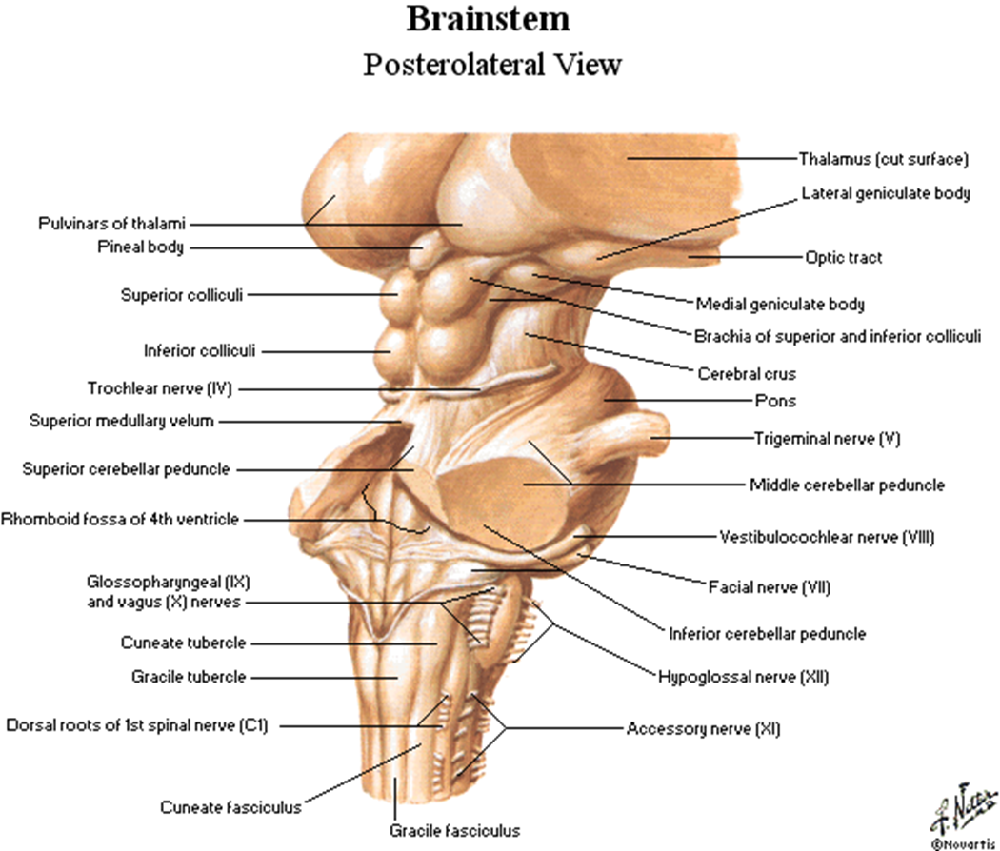 Brainstem
Posterolateral View
Thalamus (cut surface)
Lateral geniculate body
Pulvinars of thalami
Pineal body
Optic tract
Superior colliculi
Medial geniculate body
Brachia of superior and inferior colliculi
Inferior colliculi
Cerebral crus
Trochlear nerve (IV)
Pons
Superior medullary velum
Trigeminal nerve (V)
Superior cerebellar peduncle
Middle cerebellar peduncle
Rhomboid fossa of 4th ventricle
Vestibulocochlear nerve (VIII)
Glossopharyngeal (IX)
and vagus (X) nerves
Facial nerve (VII)
Inferior cerebellar peduncle
Cuneate tubercle
Gracile tubercle
Hypoglossal nerve (XII)
Dorsal roots of 1st spinal nerve (C1)
Accessory nerve (XI)
Cuneate fasciculus
Gracile fasciculus
F. Netter
©Novartis